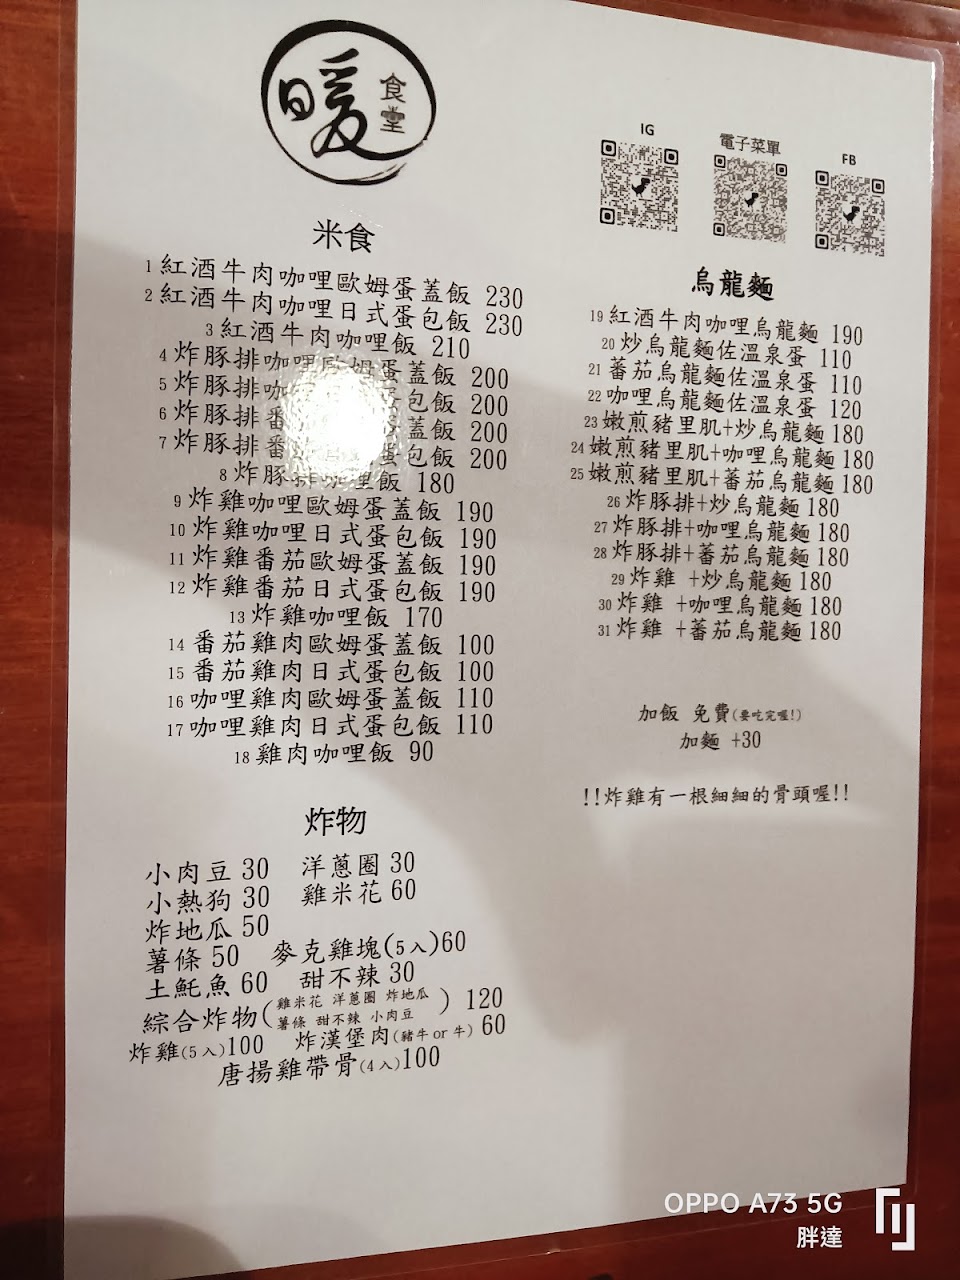 暖
食堂
IG
電子菜單
FB
米食
1 紅酒牛肉咖哩歐姆蛋蓋飯 230
2 紅酒牛肉咖哩日式蛋包飯 230
3 紅酒牛肉咖哩飯 210
4 炸豚排咖哩歐姆蛋蓋飯 200
5 炸豚排咖 包飯 200
6 炸豚排番 蓋飯 200
7 炸豚排番 包飯 200
8 炸豚排咖哩飯 180
9 炸雞咖哩歐姆蛋蓋飯 190
10 炸雞咖哩日式蛋包飯 190
11 炸雞番茄歐姆蛋蓋飯 190
12 炸雞番茄日式蛋包飯 190
13 炸雞咖哩飯 170
14 番茄雞肉歐姆蛋蓋飯 100
15 番茄雞肉日式蛋包飯 100
16 咖哩雞肉歐姆蛋蓋飯 110
17 咖哩雞肉日式蛋包飯 110
18 雞肉咖哩飯 90
炸物
小肉豆 30 洋蔥圈 30
小熱狗 30 雞米花 60
炸地瓜 50
薯條 50 麥克雞塊(5入)60
土魠魚 60 甜不辣 30
綜合炸物(雞米花 洋蔥圈 炸地瓜
薯條 甜不辣 小肉豆) 120
炸雞(5入)100 炸漢堡肉(豬牛or牛) 60
唐揚雞帶骨(4入)100
烏龍麵
19 紅酒牛肉咖哩烏龍麵 190
20 炒烏龍麵佐溫泉蛋 110
21 蕃茄烏龍麵佐溫泉蛋 110
22 咖哩烏龍麵佐溫泉蛋 120
23 嫩煎豬里肌+炒烏龍麵 180
24 嫩煎豬里肌+咖哩烏龍麵 180
25 嫩煎豬里肌+蕃茄烏龍麵 180
26 炸豚排+炒烏龍麵 180
27 炸豚排+咖哩烏龍麵 180
28 炸豚排+蕃茄烏龍麵 180
29 炸雞 +炒烏龍麵 180
30 炸雞 +咖哩烏龍麵 180
31 炸雞 +蕃茄烏龍麵 180
加飯 免費(要吃完喔!)
加麵 +30
!!炸雞有一根細細的骨頭喔!!
OPPO A73 5G
胖達